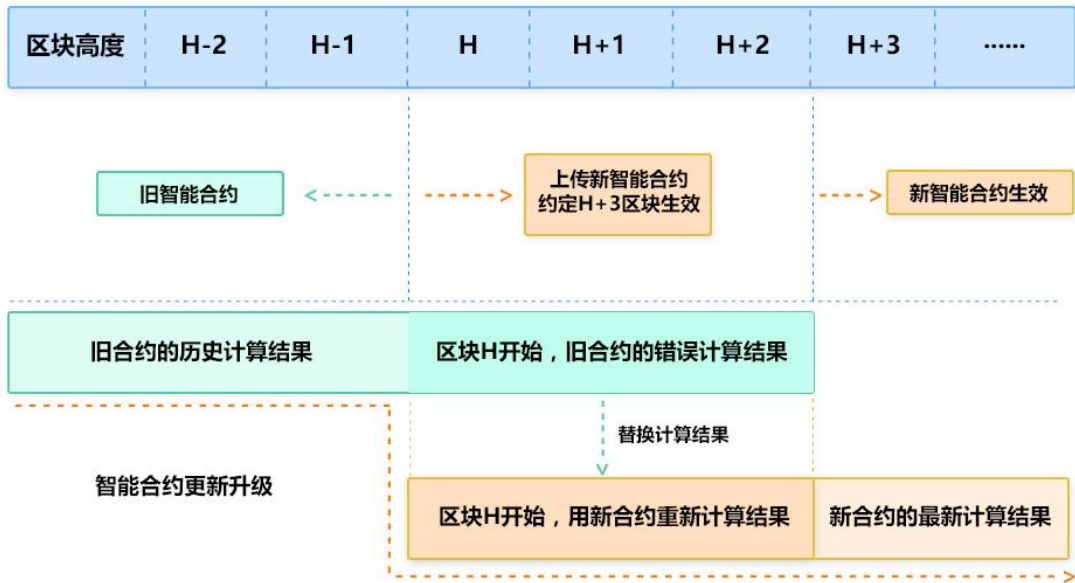 区块高度 H-2 H-1 H H+1 H+2 H+3 ······
旧智能合约
上传新智能合约
约定H+3区块生效
新智能合约生效
旧合约的历史计算结果
区块H开始，旧合约的错误计算结果
替换计算结果
智能合约更新升级
区块H开始，用新合约重新计算结果
新合约的最新计算结果